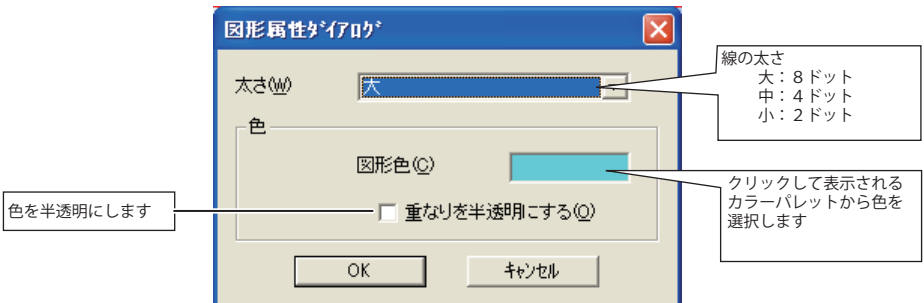 図形属性ﾀﾞｲｱﾛｸﾞ
太さ(W)
大
線の太さ
大：８ドット
中：４ドット
小：２ドット
色
図形色(C)
クリックして表示される
カラーパレットから色を
選択します
色を半透明にします
重なりを半透明にする(O)
OK
ｷｬﾝｾﾙ